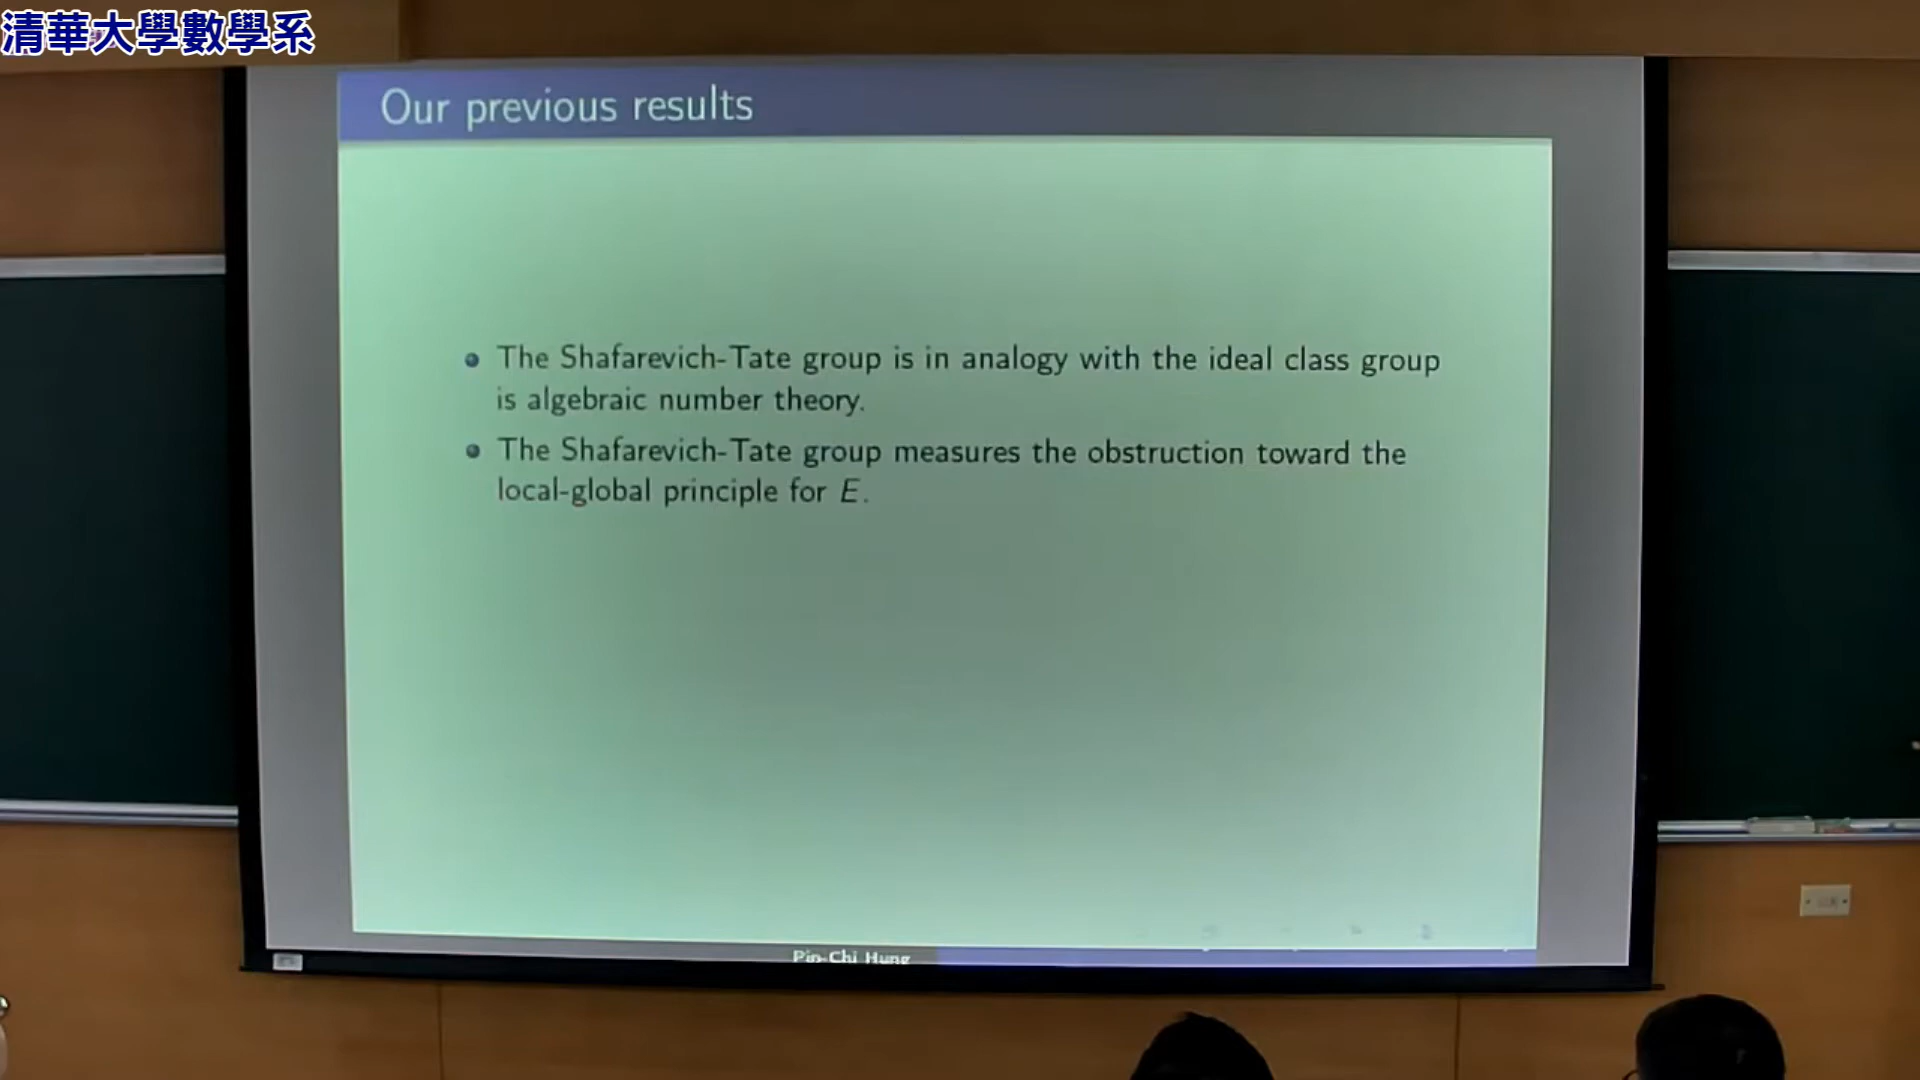 清華大學數學系
Our previous results
The Shafarevich-Tate group is in analogy with the ideal class group
is algebraic number theory.
The Shafarevich-Tate group measures the obstruction toward the
local-global principle for E.
Pin-Chi Hung